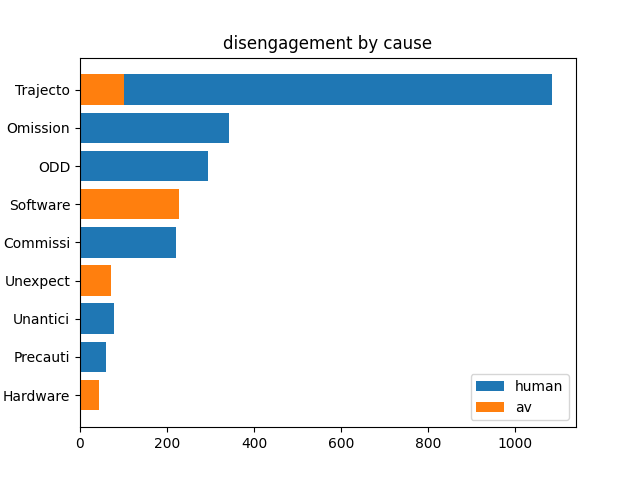 disengagement by cause
Trajecto
Omission
ODD
Software
Commissi
Unexpect
Unantici
Precauti
Hardware
human
av
0 200 400 600 800 1000